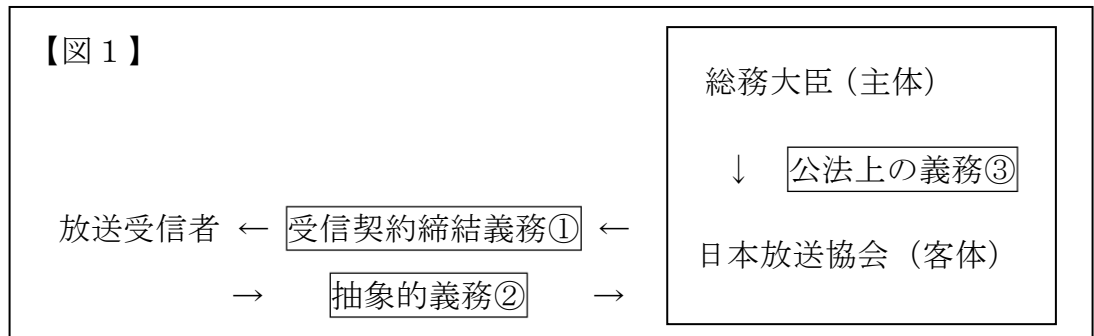 【図1】
総務大臣（主体）
↓ 公法上の義務③
放送受信者 ← 受信契約締結義務① ←
日本放送協会（客体）
→ 抽象的義務② →